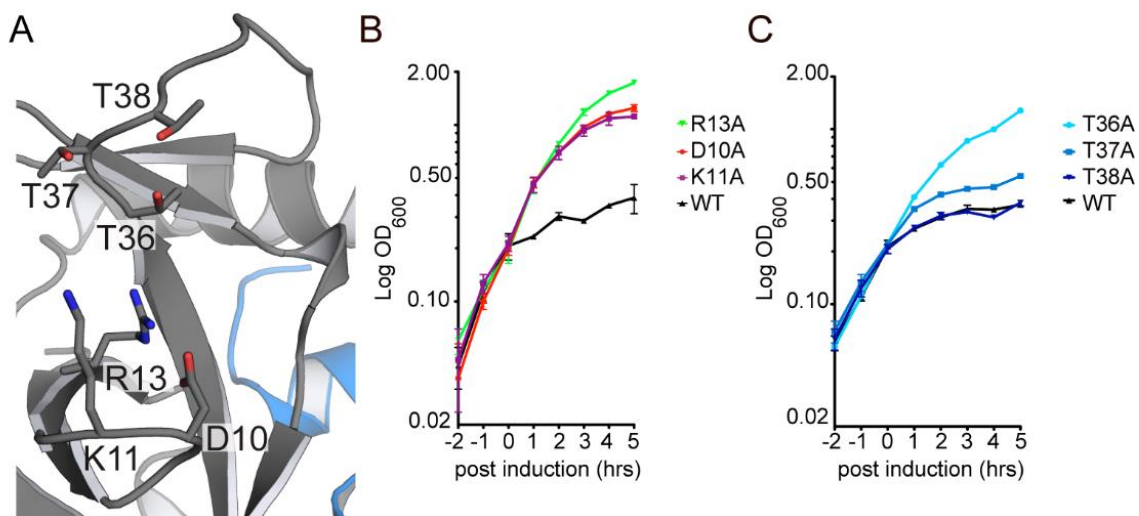 A
T38
T37
T36
R13
K11
D10
B
Log OD600
2.00
0.50
0.10
0.02
-2 -1 0 1 2 3 4 5
post induction (hrs)
R13A
D10A
K11A
WT
C
Log OD600
2.00
0.50
0.10
0.02
-2 -1 0 1 2 3 4 5
post induction (hrs)
T36A
T37A
T38A
WT